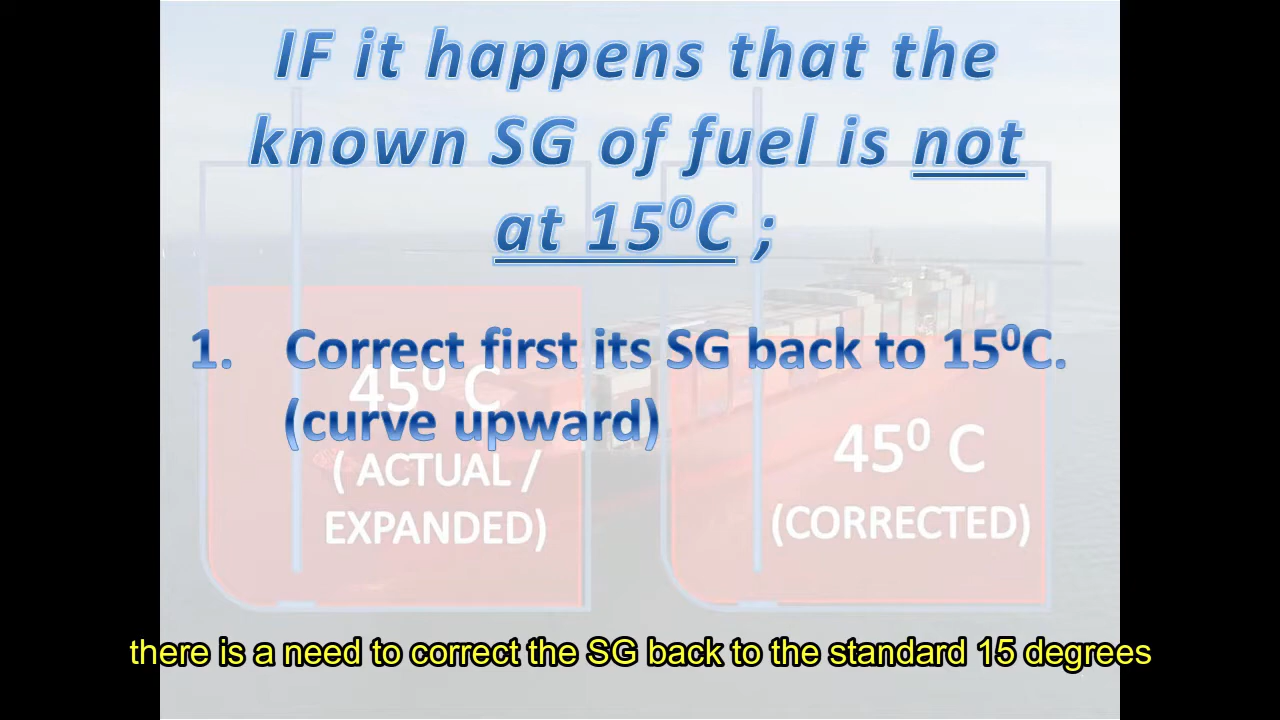 IF it happens that the
known SG of fuel is not
at 15⁰C ;
1. Correct first its SG back to 15⁰C.
(curve upward)
45⁰ C
( ACTUAL /
EXPANDED)
45⁰ C
(CORRECTED)
there is a need to correct the SG back to the standard 15 degrees